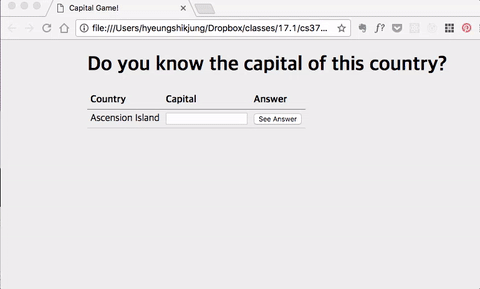 Capital Game!
file:///Users/hyeungshikjung/Dropbox/classes/17.1/cs37...
f?
Do you know the capital of this country?
Country Capital Answer
Ascension Island See Answer